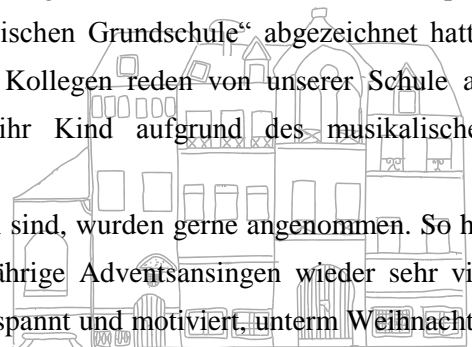 ischen Grundschule“ abgezeichnet hatt
Kollegen reden von unserer Schule a
ihr Kind aufgrund des musikalische
sind, wurden gerne angenommen. So h
ährige Adventsansingen wieder sehr vi
spannt und motiviert, unterm Weihnacht